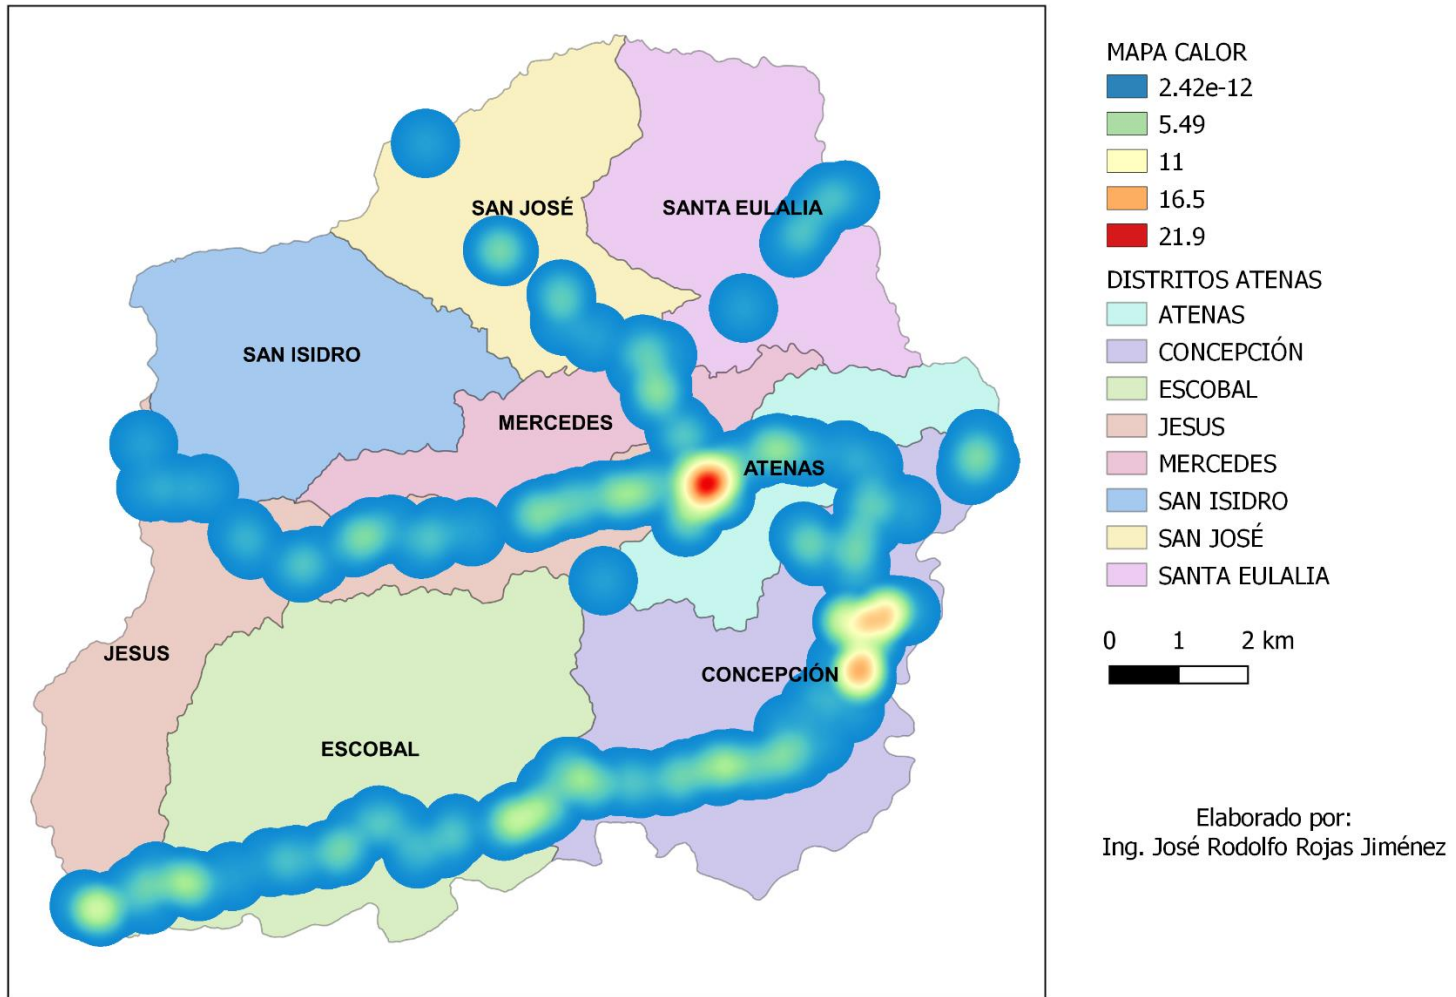 SAN JOSÉ
SANTA EULALIA
SAN ISIDRO
MERCEDES
ATENAS
JESUS
CONCEPCIÓN
ESCOBAL
MAPA CALOR
2.42e-12
5.49
11
16.5
21.9
DISTRITOS ATENAS
ATENAS
CONCEPCIÓN
ESCOBAL
JESUS
MERCEDES
SAN ISIDRO
SAN JOSÉ
SANTA EULALIA
0 1 2 km
Elaborado por:
Ing. José Rodolfo Rojas Jiménez